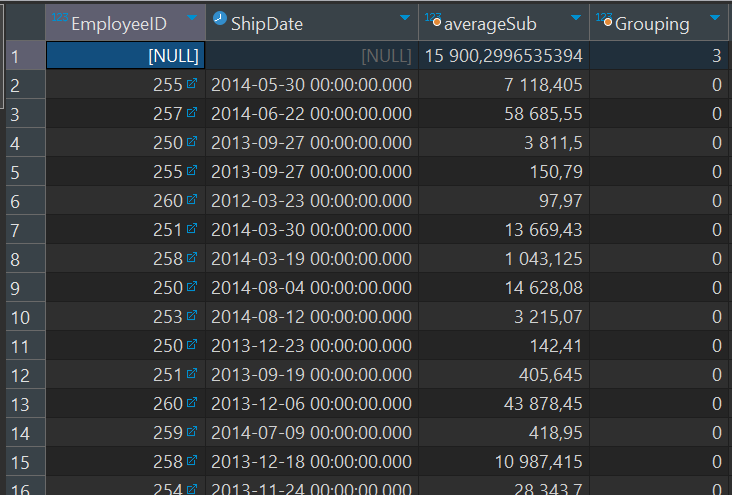 123 EmployeeID ShipDate 123 averageSub 123 Grouping
1 [NULL] [NULL] 15 900,2996535394 3
2 255 2014-05-30 00:00:00.000 7 118,405 0
3 257 2014-06-22 00:00:00.000 58 685,55 0
4 250 2013-09-27 00:00:00.000 3 811,5 0
5 255 2013-09-27 00:00:00.000 150,79 0
6 260 2012-03-23 00:00:00.000 97,97 0
7 251 2014-03-30 00:00:00.000 13 669,43 0
8 258 2014-03-19 00:00:00.000 1 043,125 0
9 250 2014-08-04 00:00:00.000 14 628,08 0
10 253 2014-08-12 00:00:00.000 3 215,07 0
11 250 2013-12-23 00:00:00.000 142,41 0
12 251 2013-09-19 00:00:00.000 405,645 0
13 260 2013-12-06 00:00:00.000 43 878,45 0
14 259 2014-07-09 00:00:00.000 418,95 0
15 258 2013-12-18 00:00:00.000 10 987,415 0
16 254 2013-11-24 00:00:00.000 28 343,7 0